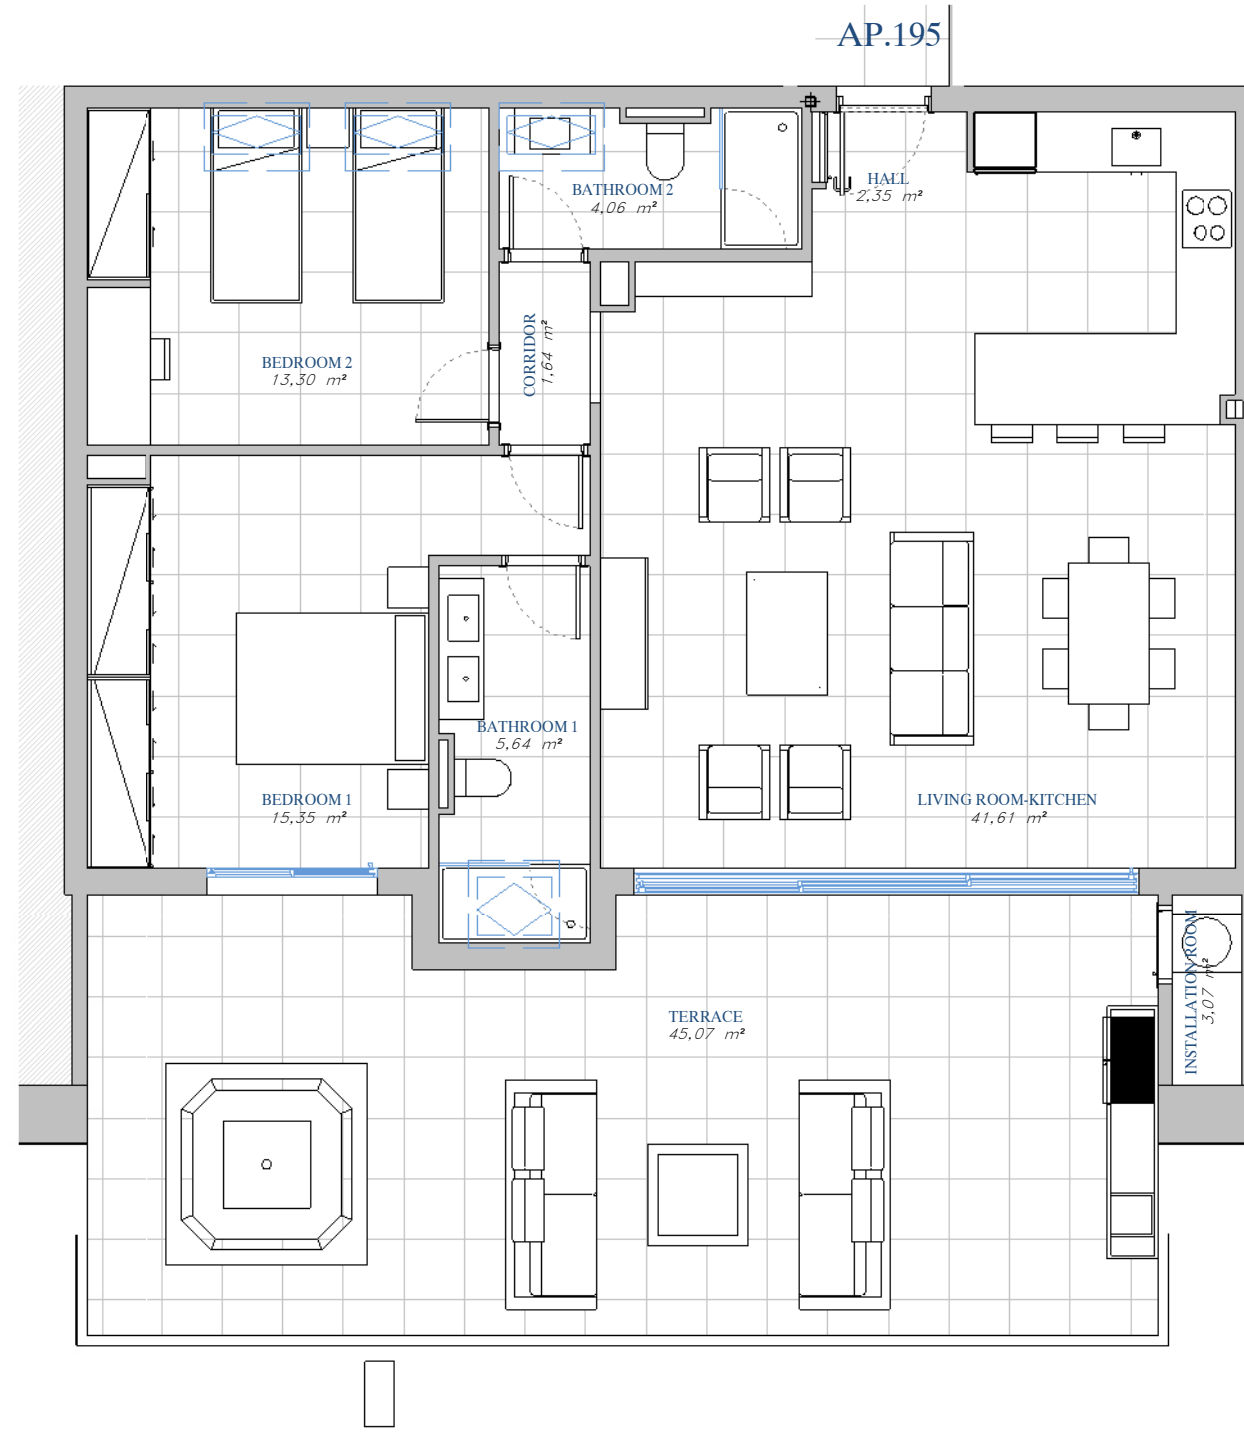 AP.195
HALL
2,35 m²
BATHROOM 2
4,06 m²
CORRIDOR
1,64 m²
BEDROOM 2
13,30 m²
BATHROOM 1
5,64 m²
BEDROOM 1
15,35 m²
LIVING ROOM-KITCHEN
41,61 m²
INSTALLATION ROOM
3,07 m²
TERRACE
45,07 m²